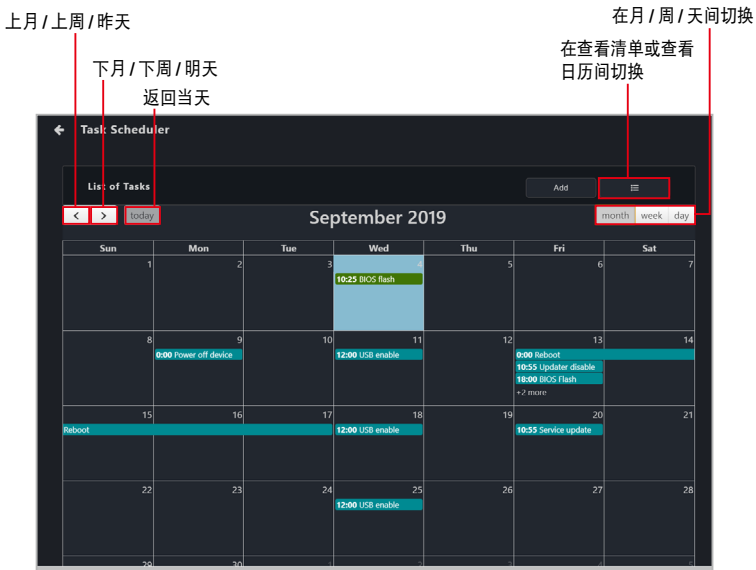 上月 / 上周 / 昨天
在月 / 周 / 天间切换
下月 / 下周 / 明天
在查看清单或查看
日历间切换
返回当天
Task Scheduler
List of Tasks
Add
today
September 2019
month week day
Sun Mon Tue Wed Thu Fri Sat
1 2 3 4 5 6 7
10:25 BIOS flash
8 9 10 11 12 13 14
0:00 Power off device 12:00 USB enable 0:00 Reboot
10:55 Updater disable
18:00 BIOS Flash
+2 more
15 16 17 18 19 20 21
Reboot 12:00 USB enable 10:55 Service update
22 23 24 25 26 27 28
12:00 USB enable
29 30 1 2 3 4 5